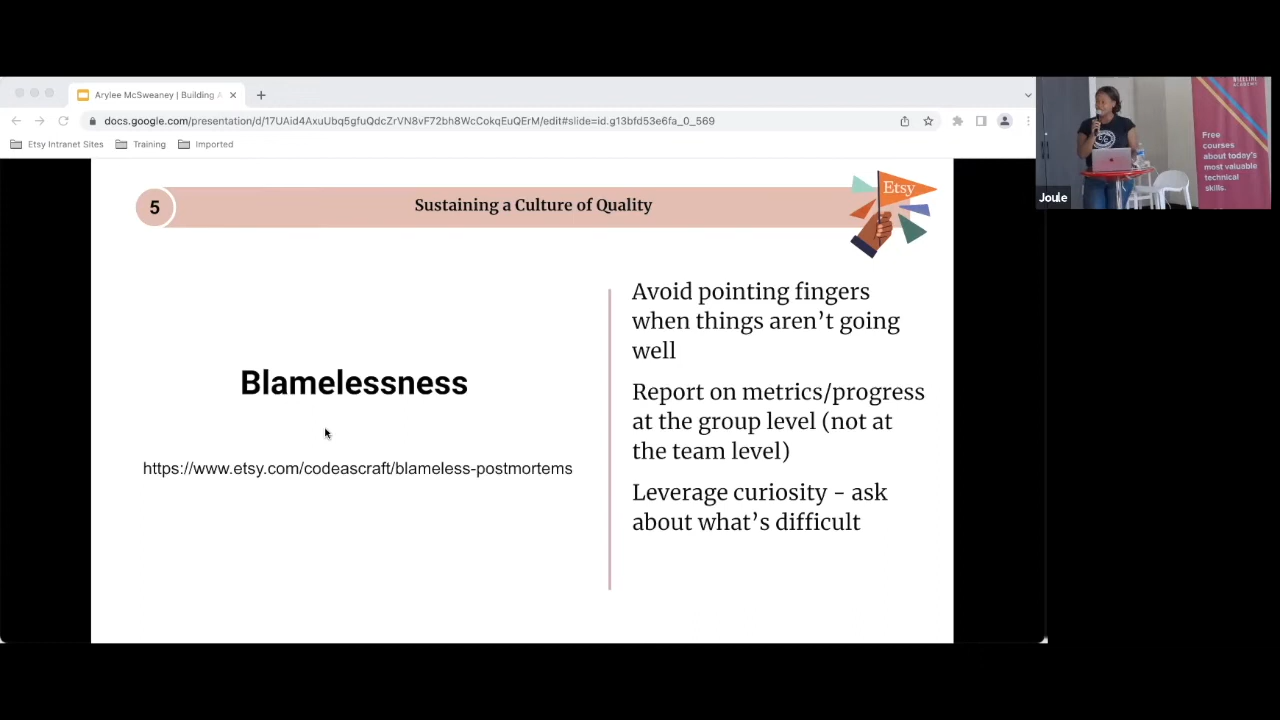 Arylee McSweaney | Building A
docs.google.com/presentation/d/17UAid4AxuUbq5gfuQdcZrVN8vF72bh8WcCokqEuQErM/edit#slide=id.g13bfd53e6fa_0_569
Etsy Intranet Sites
Training
Imported
5
Sustaining a Culture of Quality
Etsy
Blamelessness
https://www.etsy.com/codeascraft/blameless-postmortems
Avoid pointing fingers
when things aren’t going
well
Report on metrics/progress
at the group level (not at
the team level)
Leverage curiosity - ask
about what’s difficult
ACADEMY
Free
courses
about today's
most valuable
technical
skills.
Joule